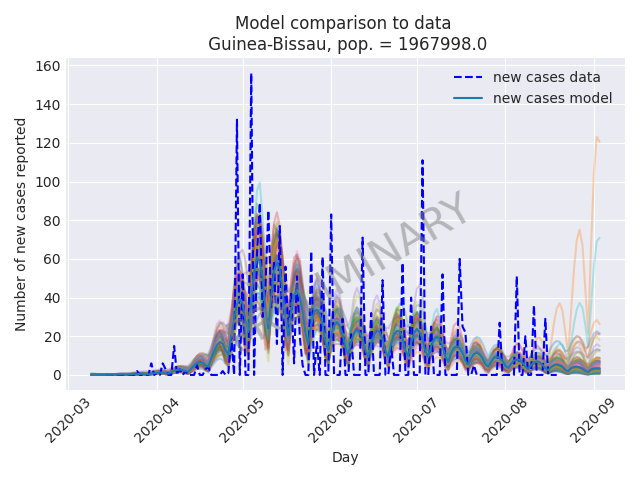 Model comparison to data
Guinea-Bissau, pop. = 1967998.0
160
140
120
100
80
60
40
20
0
Number of new cases reported
new cases data
new cases model
2020-03
2020-04
2020-05
2020-06
2020-07
2020-08
2020-09
Day